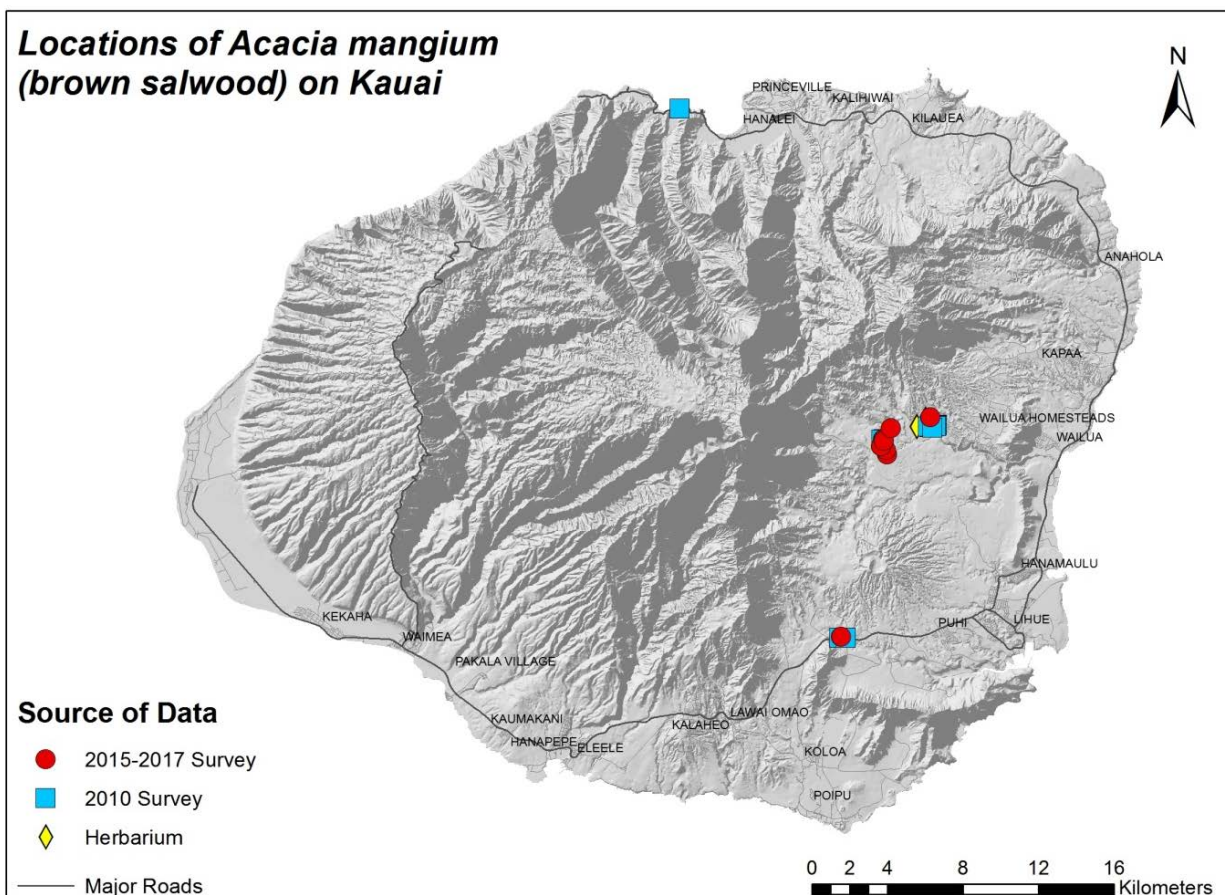 Locations of Acacia mangium
(brown salwood) on Kauai
N
PRINCEVILLE
KALIHIWAI
HANALEI
KILAUEA
ANAHOLA
KAPAA
WAILUA HOMESTEADS
WAILUA
HANAMAULU
KEKAHA
PUHI
LIHUE
WAIMEA
PAKALA VILLAGE
KAUMAKANI
LAWAI OMAO
KALAHEO
HANAPEPE
ELEELE
KOLOA
POIPU
Source of Data
2015-2017 Survey
2010 Survey
Herbarium
Major Roads
0 2 4 8 12 16
Kilometers